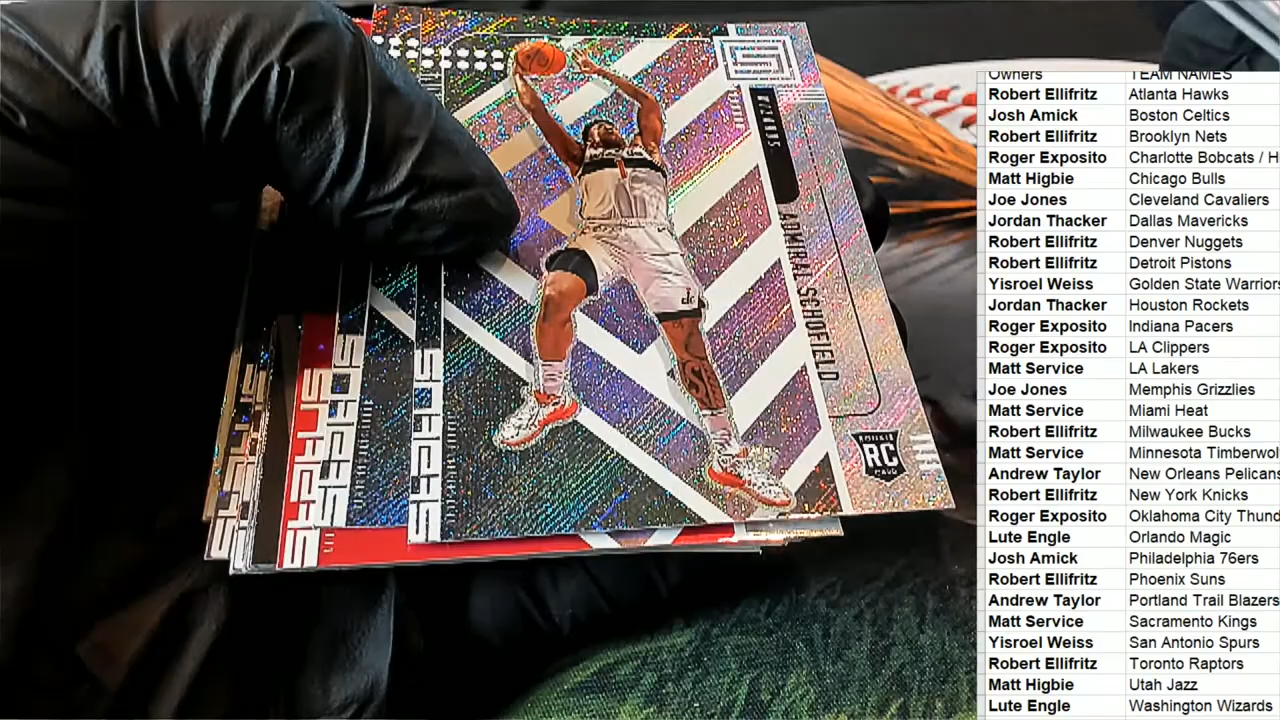 WIZARDS
ADMIRAL SCHOFIELD
1
ROOKIE
RC
CARD
Owners TEAM NAMES
Robert Ellifritz Atlanta Hawks
Josh Amick Boston Celtics
Robert Ellifritz Brooklyn Nets
Roger Exposito Charlotte Bobcats / H
Matt Higbie Chicago Bulls
Joe Jones Cleveland Cavaliers
Jordan Thacker Dallas Mavericks
Robert Ellifritz Denver Nuggets
Robert Ellifritz Detroit Pistons
Yisroel Weiss Golden State Warriors
Jordan Thacker Houston Rockets
Roger Exposito Indiana Pacers
Roger Exposito LA Clippers
Matt Service LA Lakers
Joe Jones Memphis Grizzlies
Matt Service Miami Heat
Robert Ellifritz Milwaukee Bucks
Matt Service Minnesota Timberwol
Andrew Taylor New Orleans Pelicans
Robert Ellifritz New York Knicks
Roger Exposito Oklahoma City Thund
Lute Engle Orlando Magic
Josh Amick Philadelphia 76ers
Robert Ellifritz Phoenix Suns
Andrew Taylor Portland Trail Blazers
Matt Service Sacramento Kings
Yisroel Weiss San Antonio Spurs
Robert Ellifritz Toronto Raptors
Matt Higbie Utah Jazz
Lute Engle Washington Wizards